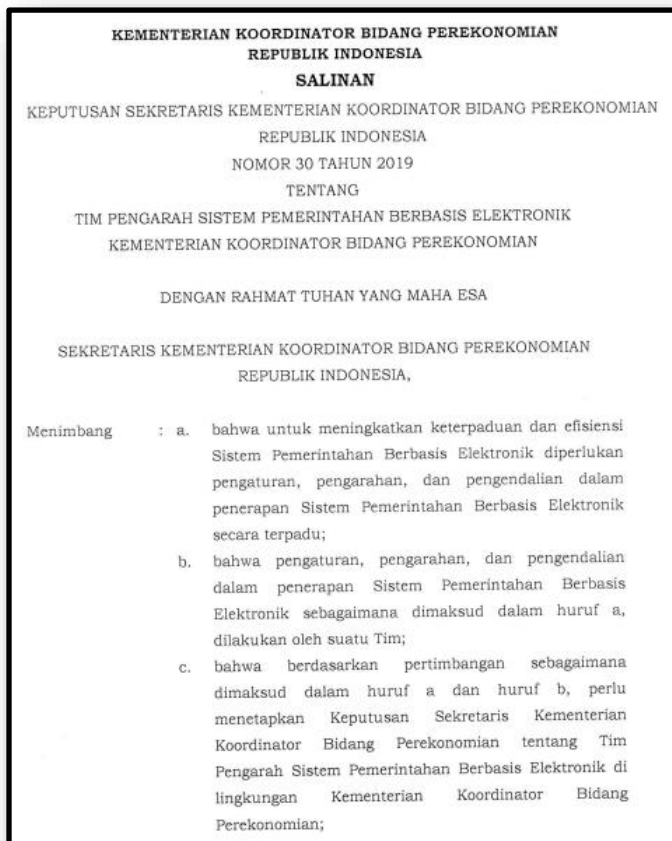 KEMENTERIAN KOORDINATOR BIDANG PEREKONOMIAN
REPUBLIK INDONESIA
SALINAN
KEPUTUSAN SEKRETARIS KEMENTERIAN KOORDINATOR BIDANG PEREKONOMIAN
REPUBLIK INDONESIA
NOMOR 30 TAHUN 2019
TENTANG
TIM PENGARAH SISTEM PEMERINTAHAN BERBASIS ELEKTRONIK
KEMENTERIAN KOORDINATOR BIDANG PEREKONOMIAN
DENGAN RAHMAT TUHAN YANG MAHA ESA
SEKRETARIS KEMENTERIAN KOORDINATOR BIDANG PEREKONOMIAN
REPUBLIK INDONESIA,
Menimbang : a. bahwa untuk meningkatkan keterpaduan dan efisiensi
Sistem Pemerintahan Berbasis Elektronik diperlukan
pengaturan, pengarahan, dan pengendalian dalam
penerapan Sistem Pemerintahan Berbasis Elektronik
secara terpadu;
b. bahwa pengaturan, pengarahan, dan pengendalian
dalam penerapan Sistem Pemerintahan Berbasis
Elektronik sebagaimana dimaksud dalam huruf a,
dilakukan oleh suatu Tim;
c. bahwa berdasarkan pertimbangan sebagaimana
dimaksud dalam huruf a dan huruf b, perlu
menetapkan Keputusan Sekretaris Kementerian
Koordinator Bidang Perekonomian tentang Tim
Pengarah Sistem Pemerintahan Berbasis Elektronik di
lingkungan Kementerian Koordinator Bidang
Perekonomian;